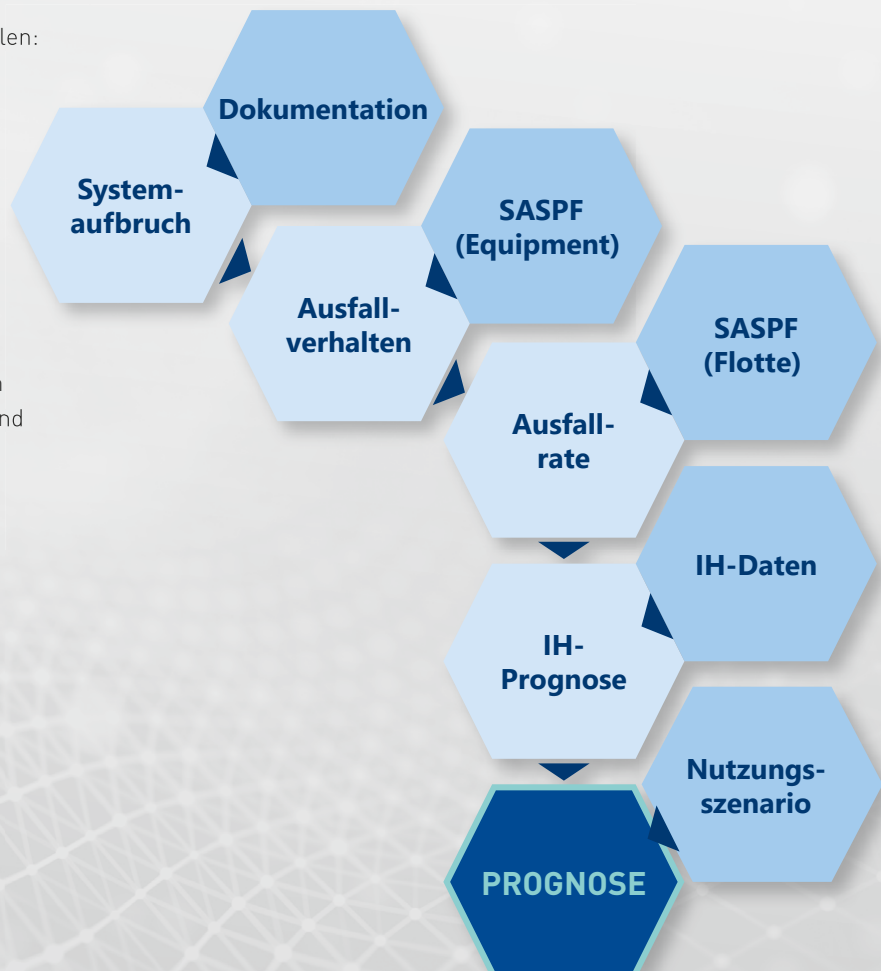 len:
Dokumentation
System-
aufbruch
SASPF
(Equipment)
Ausfall-
verhalten
SASPF
(Flotte)
nd
Ausfall-
rate
IH-Daten
IH-
Prognose
Nutzungs-
szenario
PROGNOSE